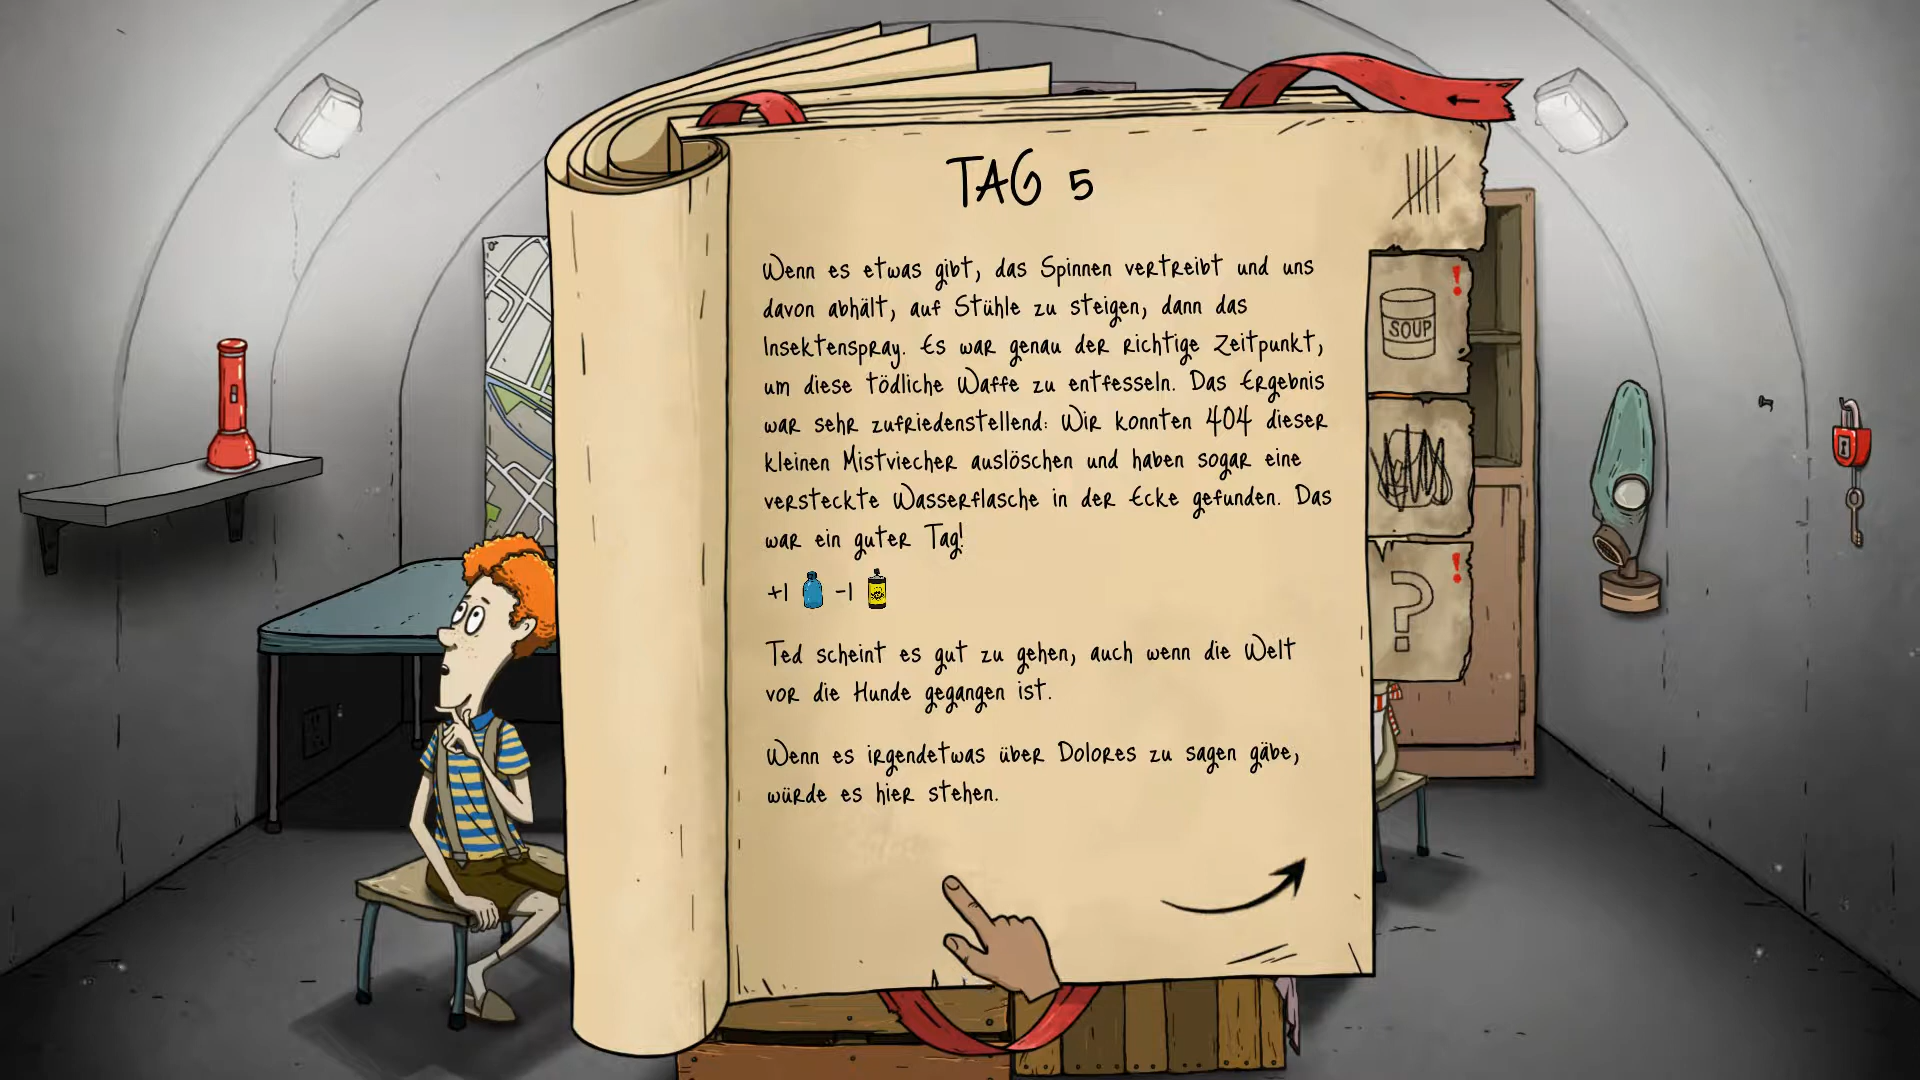 TAG 5
Wenn es etwas gibt, das Spinnen vertreibt und uns
davon abhält, auf Stühle zu steigen, dann das
Insektenspray. Es war genau der richtige Zeitpunkt,
um diese tödliche Waffe zu entfesseln. Das Ergebnis
war sehr zufriedenstellend: Wir konnten 404 dieser
kleinen Mistviecher auslöschen und haben sogar eine
versteckte Wasserflasche in der Ecke gefunden. Das
war ein guter Tag!
+1 -1
Ted scheint es gut zu gehen, auch wenn die Welt
vor die Hunde gegangen ist.
Wenn es irgendetwas über Dolores zu sagen gäbe,
würde es hier stehen.
!
SOUP
!
?